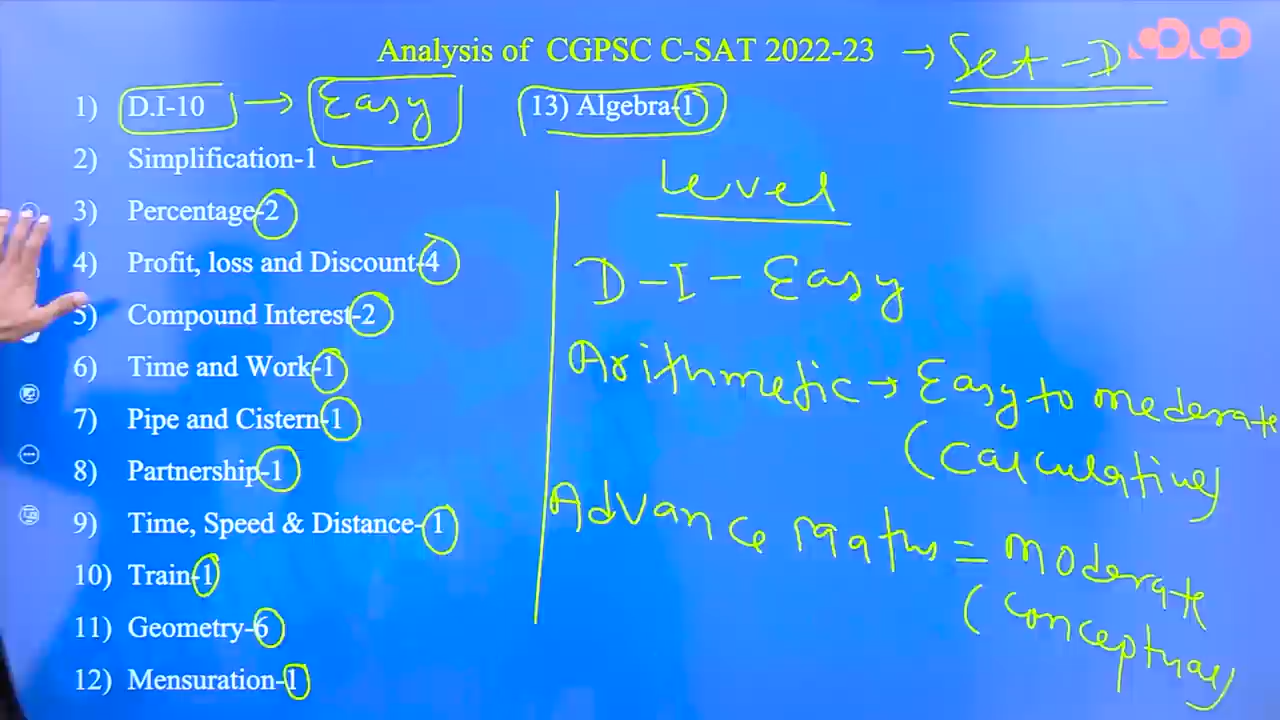 Analysis of CGPSC C-SAT 2022-23 → Set-D
1) D.I-10 → Easy
2) Simplification-1
3) Percentage-2
4) Profit, loss and Discount-4
5) Compound Interest-2
6) Time and Work-1
7) Pipe and Cistern-1
8) Partnership-1
9) Time, Speed & Distance-1
10) Train-1
11) Geometry-6
12) Mensuration-1
13) Algebra-1
Level
D-I-Easy
Arithmetic → Easy to moderate
(Calculative)
Advance Maths = Moderate
(Conceptual)